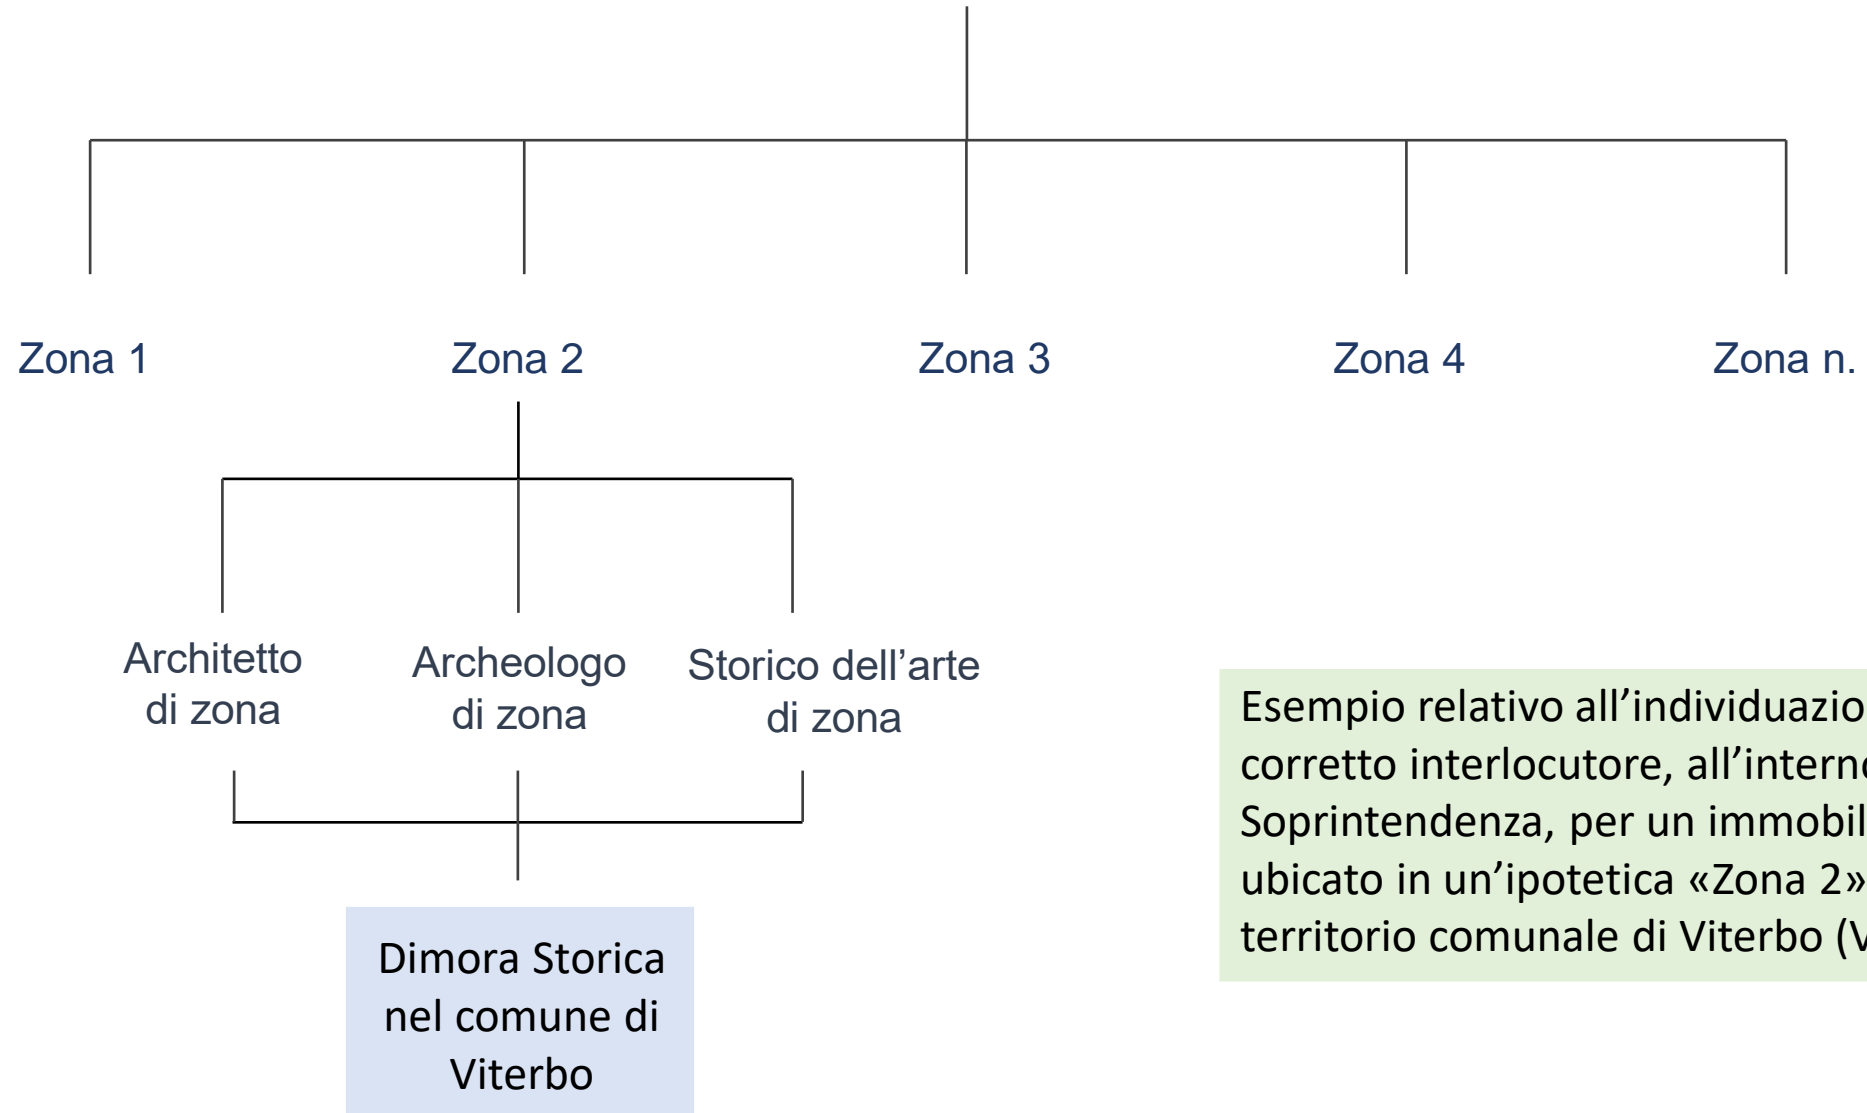 Zona 1
Zona 2
Zona 3
Zona 4
Zona n.
Architetto
di zona
Archeologo
di zona
Storico dell’arte
di zona
Esempio relativo all’individuazio
corretto interlocutore, all’intern
Soprintendenza, per un immobil
ubicato in un’ipotetica «Zona 2»
territorio comunale di Viterbo (V
Dimora Storica
nel comune di
Viterbo